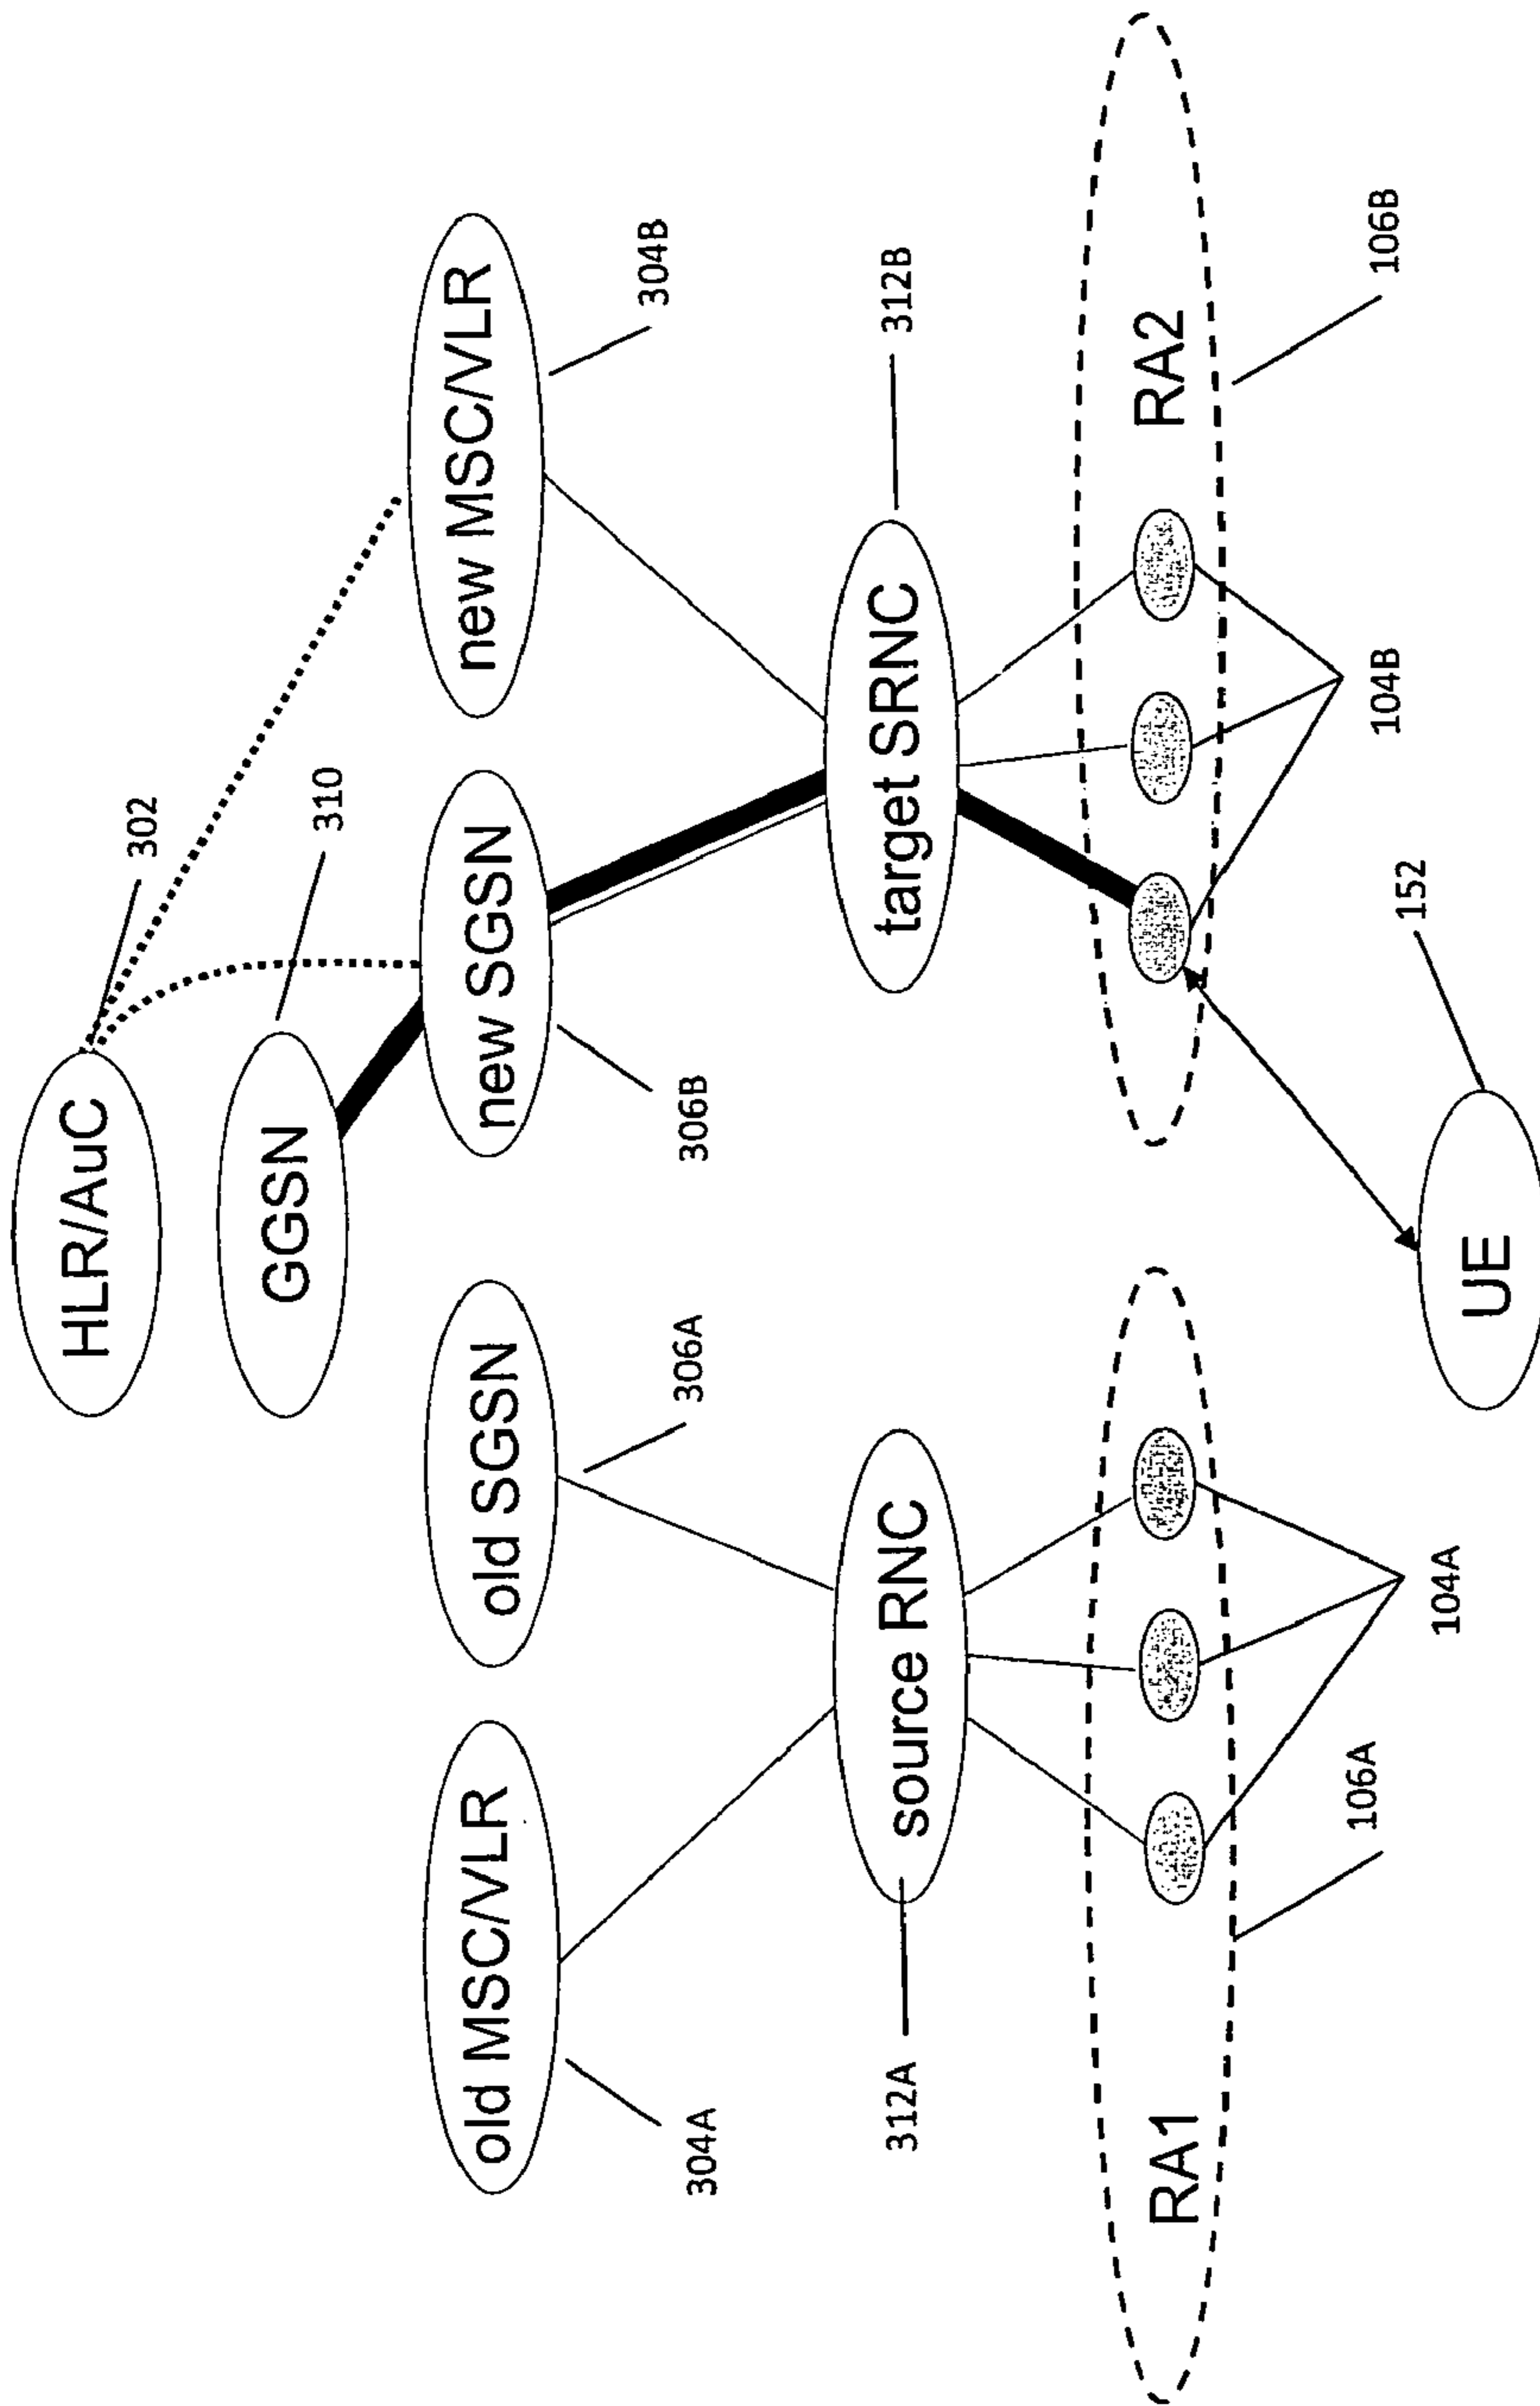 HLR/AuC
302
GGSN
310
old MSC/VLR
304A
old SGSN
306A
new SGSN
306B
new MSC/VLR
304B
312A
source RNC
target SRNC
312B
RA1
RA2
106A
104A
104B
106B
UE
152